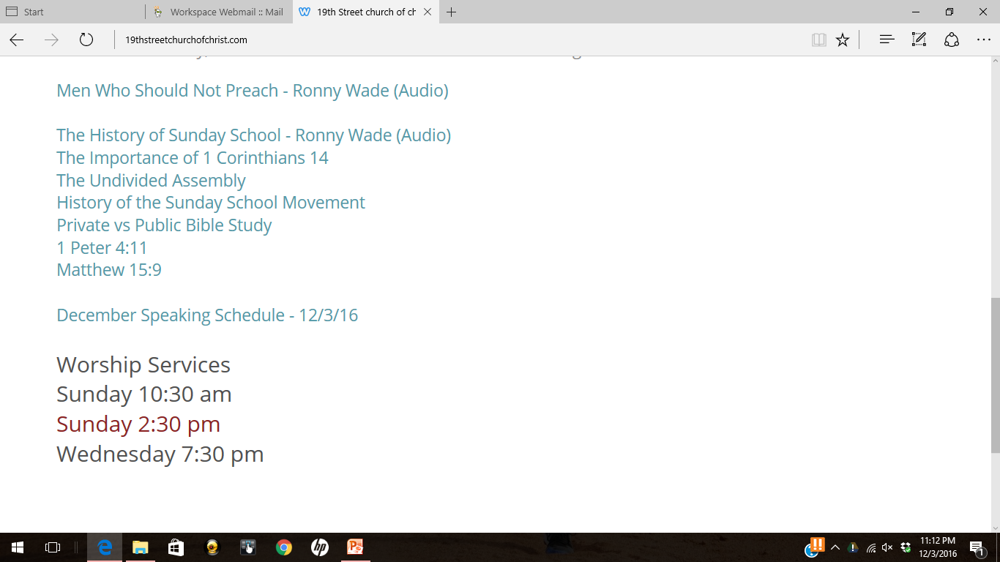 Start
Workspace Webmail :: Mail
19th Street church of ch
19thstreetchurchofchrist.com
Men Who Should Not Preach - Ronny Wade (Audio)
The History of Sunday School - Ronny Wade (Audio)
The Importance of 1 Corinthians 14
The Undivided Assembly
History of the Sunday School Movement
Private vs Public Bible Study
1 Peter 4:11
Matthew 15:9
December Speaking Schedule - 12/3/16
Worship Services
Sunday 10:30 am
Sunday 2:30 pm
Wednesday 7:30 pm
hp
11:12 PM
12/3/2016
1